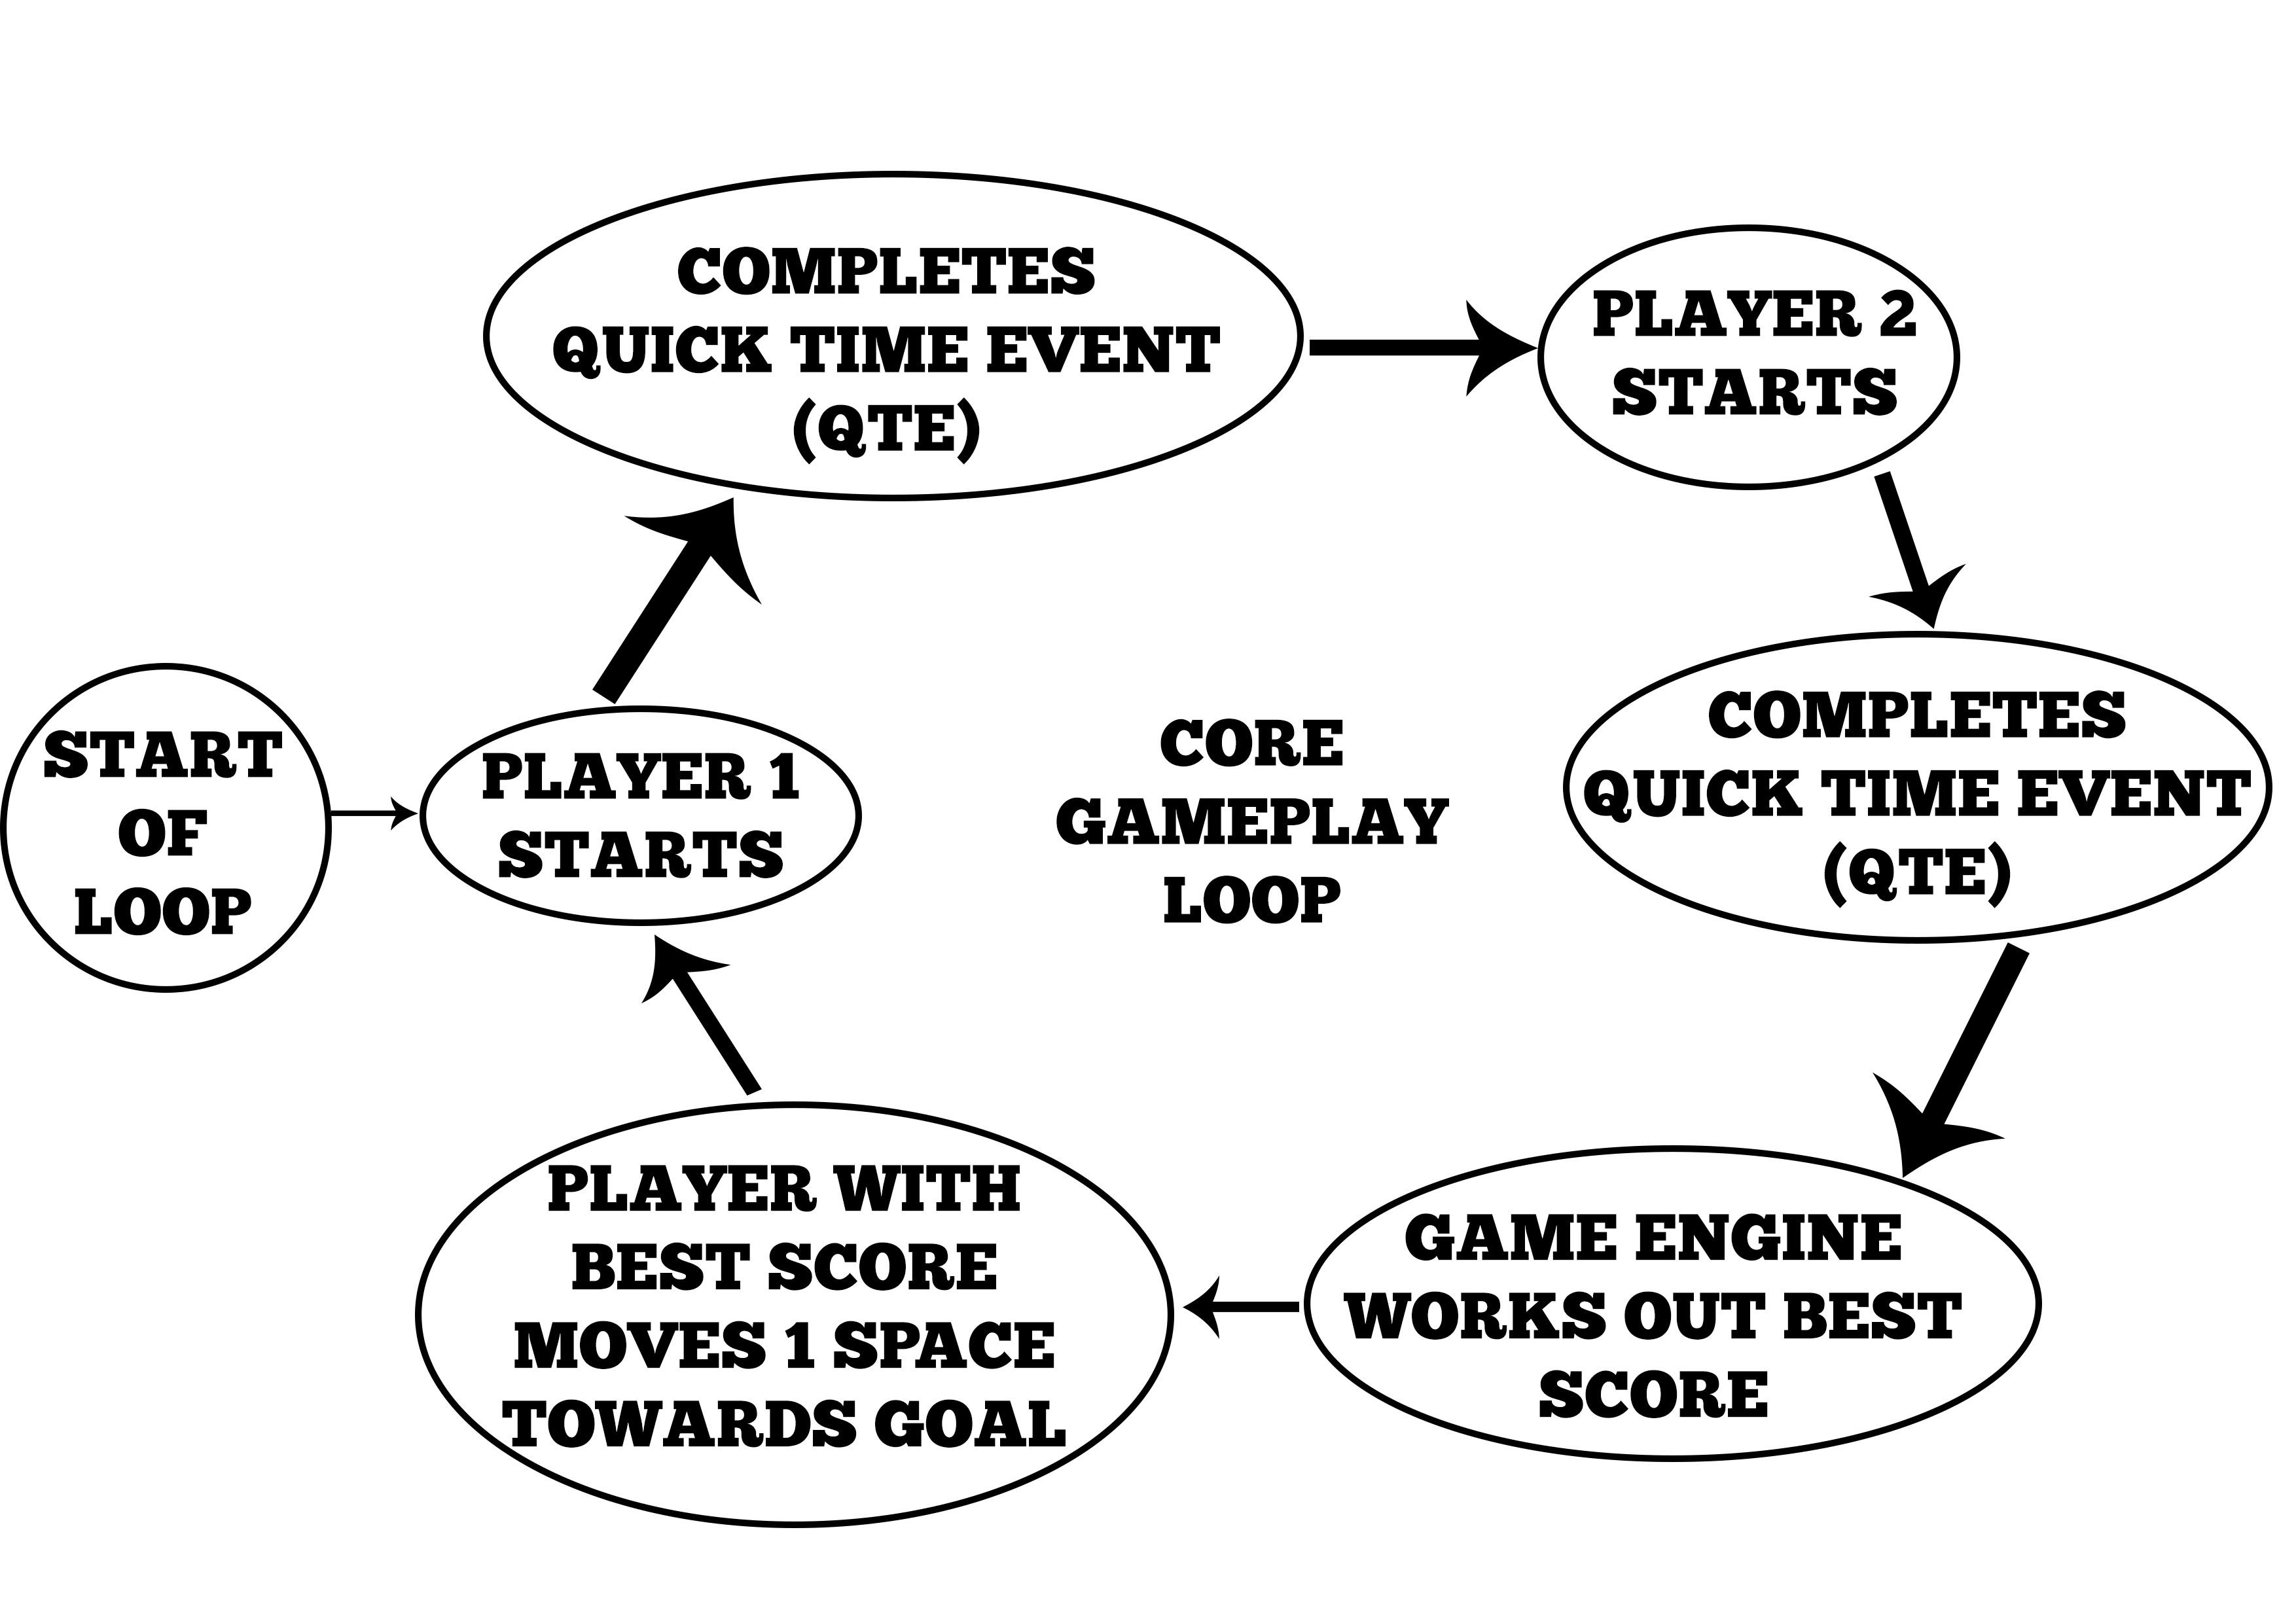 COMPLETES
QUICK TIME EVENT
(QTE)
PLAYER 2
STARTS
START
OF
LOOP
PLAYER 1
STARTS
CORE
GAMEPLAY
LOOP
COMPLETES
QUICK TIME EVENT
(QTE)
PLAYER WITH
BEST SCORE
MOVES 1 SPACE
TOWARDS GOAL
GAME ENGINE
WORKS OUT BEST
SCORE